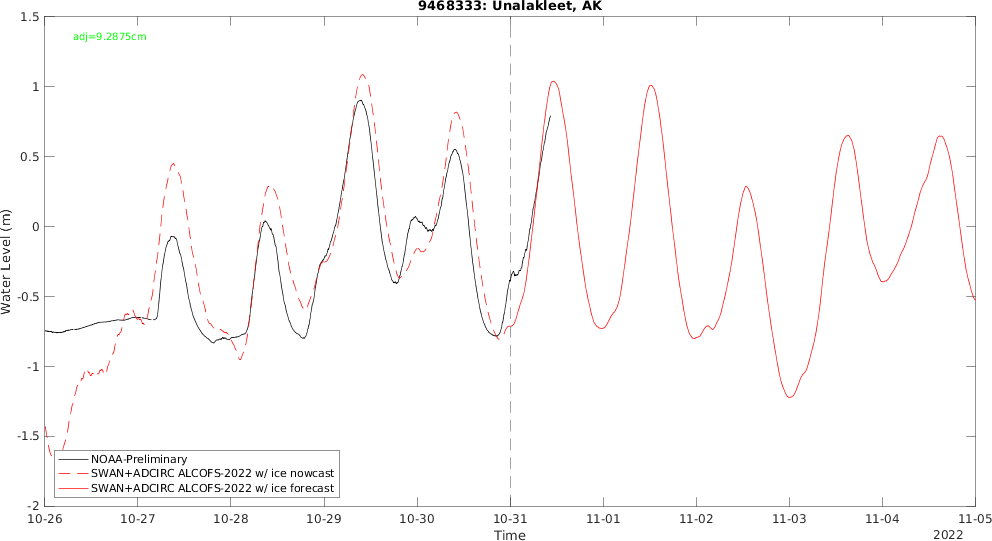 9468333: Unalakleet, AK
adj=9.2875cm
1.5
1
0.5
0
-0.5
-1
-1.5
-2
Water Level (m)
NOAA-Preliminary
SWAN+ADCIRC ALCOFS-2022 w/ ice nowcast
SWAN+ADCIRC ALCOFS-2022 w/ ice forecast
10-26 10-27 10-28 10-29 10-30 10-31 11-01 11-02 11-03 11-04 11-05
Time
2022